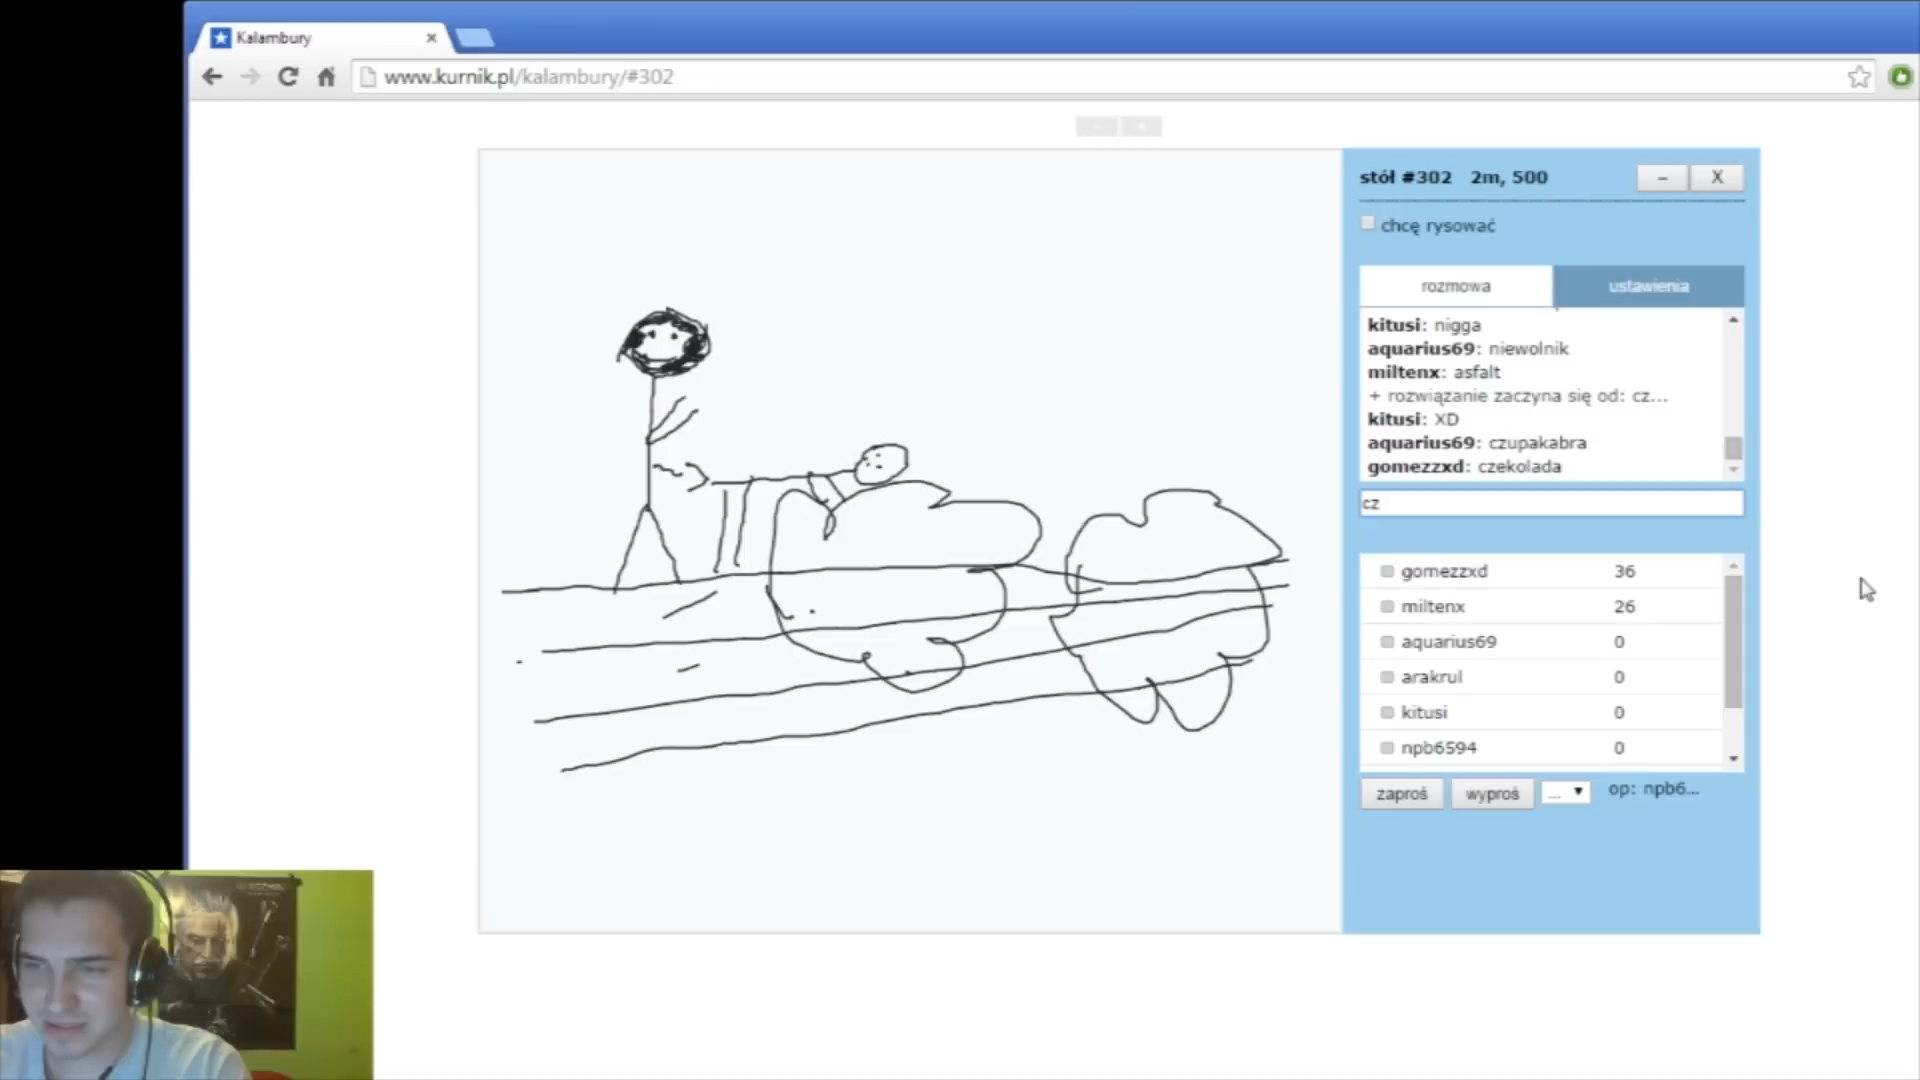 Kalambury
www.kurnik.pl/kalambury/#302
stół #302 2m, 500
– X
chcę rysować
rozmowa ustawienia
kitusi: nigga
aquarius69: niewolnik
miltenx: asfalt
+ rozwiązanie zaczyna się od: cz...
kitusi: XD
aquarius69: czupakabra
gomezzxd: czekolada
cz
gomezzxd 36
miltenx 26
aquarius69 0
arakrul 0
kitusi 0
npb6594 0
zaproś wyproś ... op: npb6...